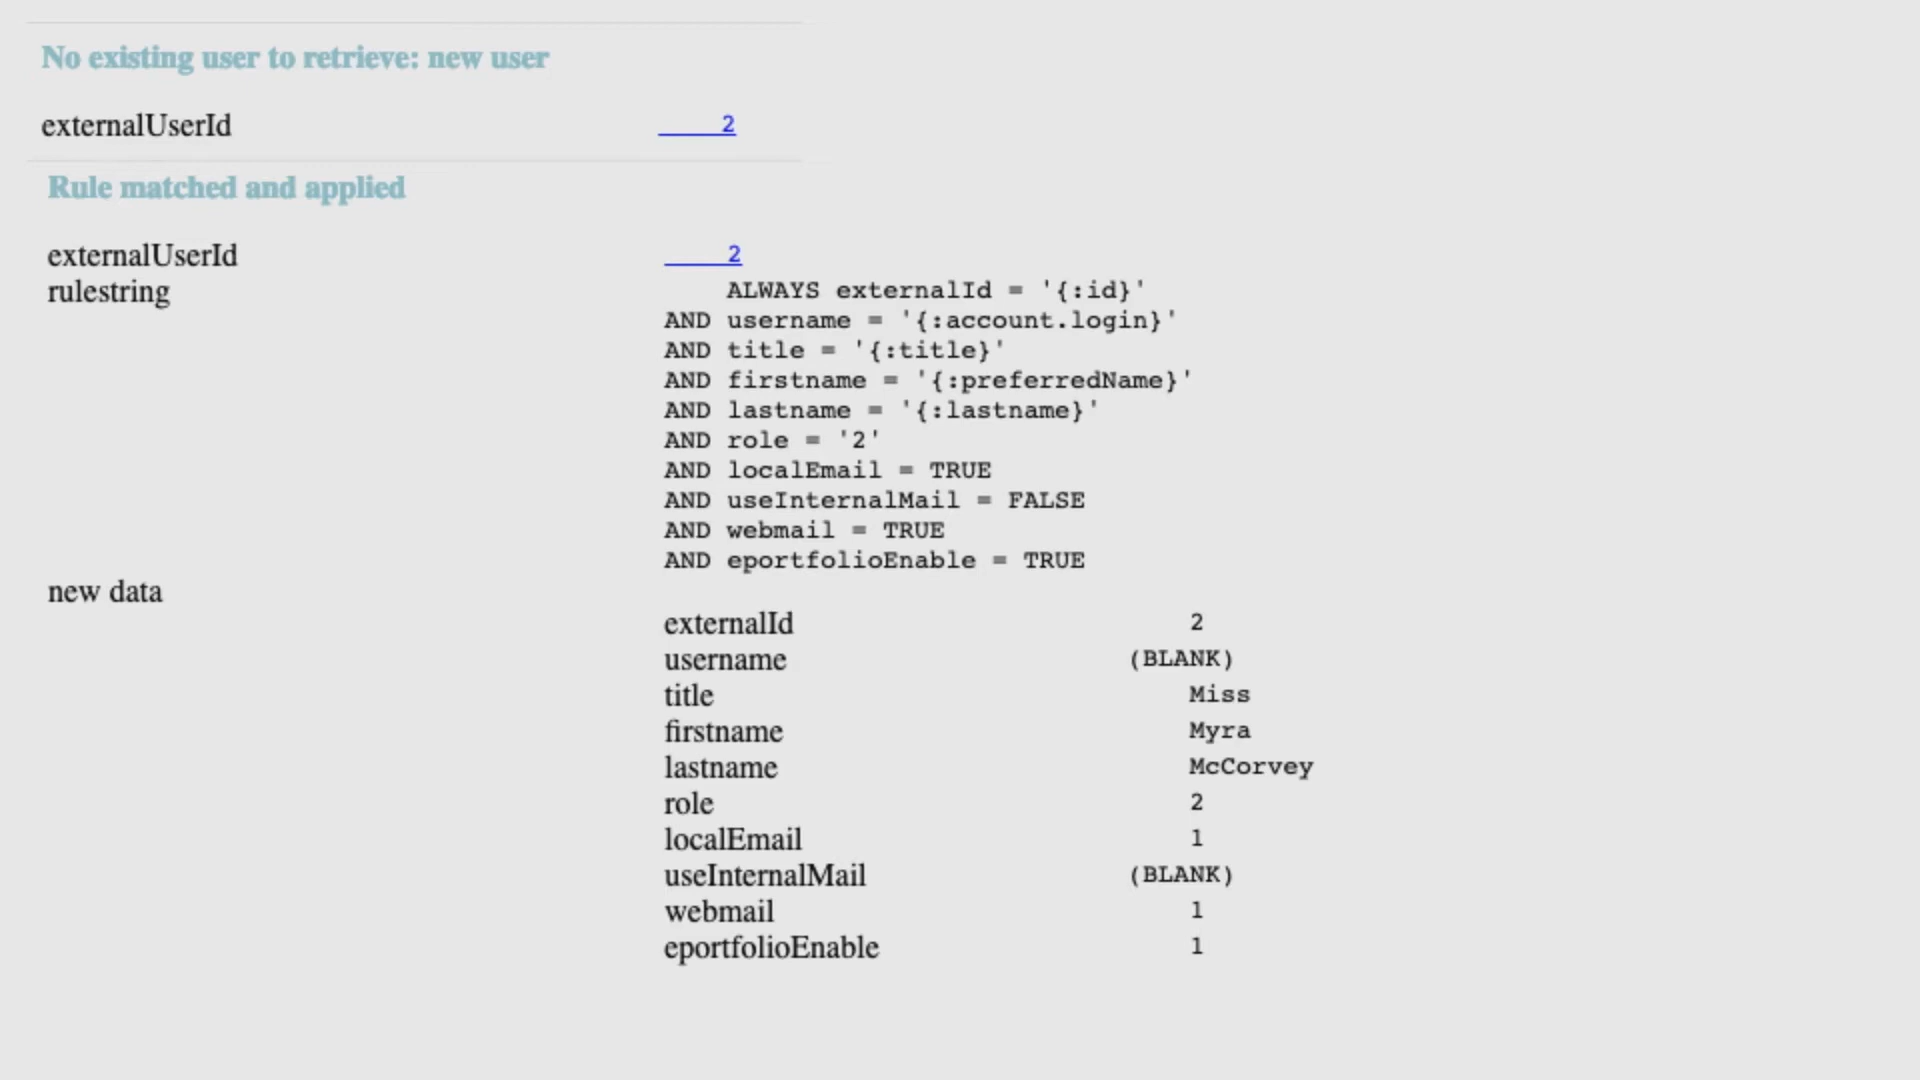 No existing user to retrieve: new user
externalUserId 2
Rule matched and applied
externalUserId 2
rulestring ALWAYS externalId = '{:id}'
AND username = '{:account.login}'
AND title = '{:title}'
AND firstname = '{:preferredName}'
AND lastname = '{:lastname}'
AND role = '2'
AND localEmail = TRUE
AND useInternalMail = FALSE
AND webmail = TRUE
AND eportfolioEnable = TRUE
new data
externalId 2
username (BLANK)
title Miss
firstname Myra
lastname McCorvey
role 2
localEmail 1
useInternalMail (BLANK)
webmail 1
eportfolioEnable 1